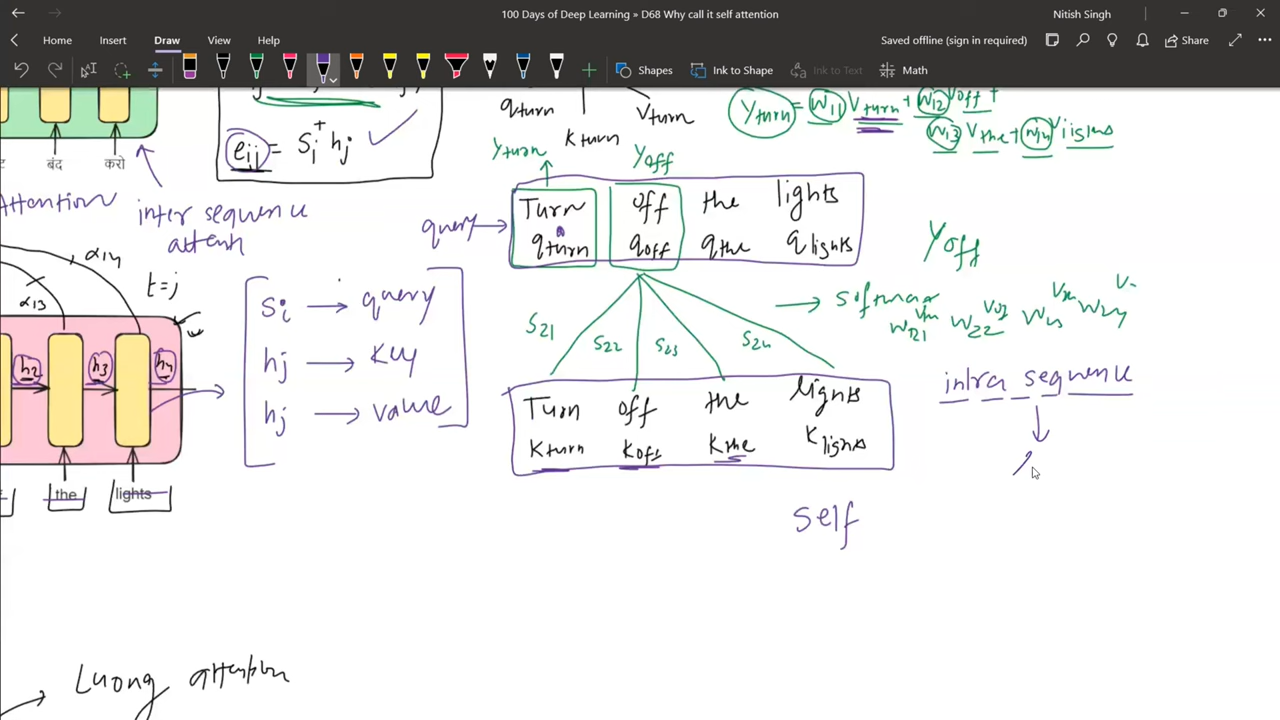 100 Days of Deep Learning » D68 Why call it self attention
Nitish Singh
Home Insert Draw View Help
Saved offline (sign in required)
Share
Shapes
Ink to Shape
Ink to Text
Math
qturn
Kturn
Vturn
Yturn = W11 Vturn + W12 Voff +
W13 Vthe + W14
eij = Si^T hj
बंद
करो
Attention
inter sequence
attentn
Yturn
Yoff
query
Turn off the lights
qturn qoff qthe qlights
Yoff
α14
α13
t=j
Si → query
hj → key
hj → value
h2 h3 h4
S21 S22 S23 S24
→ softmax
W21 W22 W23 W24
intra sequence
Turn off the lights
Kturn Koff Kthe Klights
the
lights
self
Luong attention